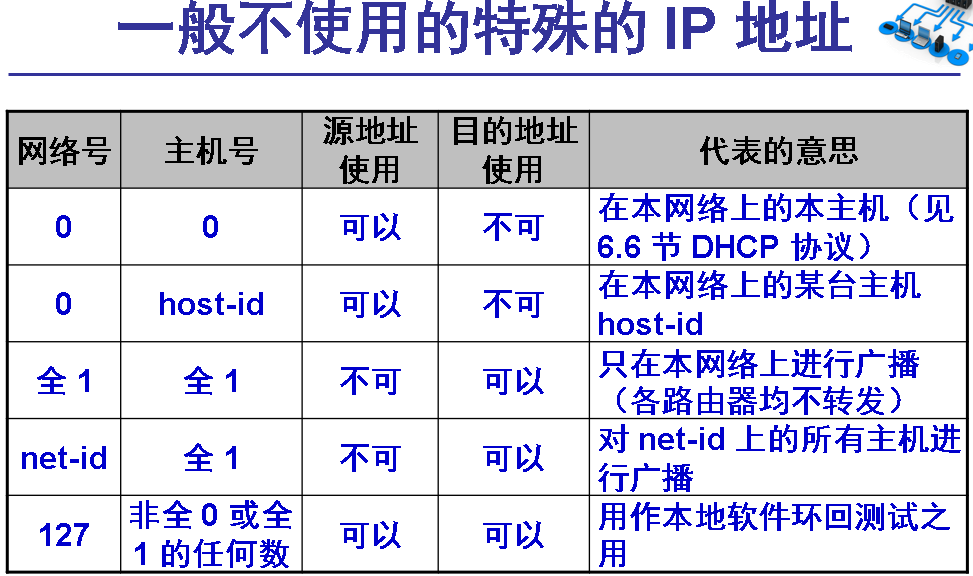 一般不使用的特殊的 IP 地址
网络号 主机号 源地址使用 目的地址使用 代表的意思
0 0 可以 不可 在本网络上的本主机（见 6.6 节 DHCP 协议）
0 host-id 可以 不可 在本网络上的某台主机 host-id
全 1 全 1 不可 可以 只在本网络上进行广播（各路由器均不转发）
net-id 全 1 不可 可以 对 net-id 上的所有主机进行广播
127 非全 0 或全 1 的任何数 可以 可以 用作本地软件环回测试之用